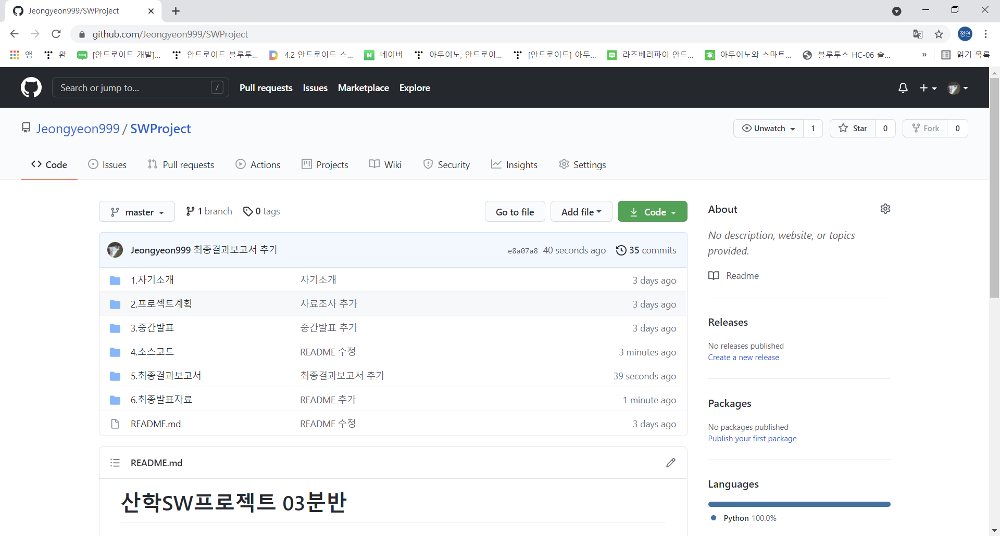 Jeongyeon999/SWProject
github.com/Jeongyeon999/SWProject
정연
앱
완
[안드로이드 개발]...
안드로이드 블루투...
4.2 안드로이드 스...
네이버
아두이노, 안드로이...
[안드로이드] 아두...
라즈베리파이 안드...
아두이노와 스마트...
블루투스 HC-06 슬...
»
읽기 목록
Search or jump to...
/
Pull requests
Issues
Marketplace
Explore
Jeongyeon999 / SWProject
Unwatch 1
Star 0
Fork 0
Code
Issues
Pull requests
Actions
Projects
Wiki
Security
Insights
Settings
master
1 branch
0 tags
Go to file
Add file
Code
Jeongyeon999 최종결과보고서 추가 e8a07a8 40 seconds ago 35 commits
1.자기소개 자기소개 3 days ago
2.프로젝트계획 자료조사 추가 3 days ago
3.중간발표 중간발표 추가 3 days ago
4.소스코드 README 수정 3 minutes ago
5.최종결과보고서 최종결과보고서 추가 39 seconds ago
6.최종발표자료 README 추가 1 minute ago
README.md README 수정 3 days ago
README.md
산학SW프로젝트 03분반
About
No description, website, or topics
provided.
Readme
Releases
No releases published
Create a new release
Packages
No packages published
Publish your first package
Languages
Python 100.0%